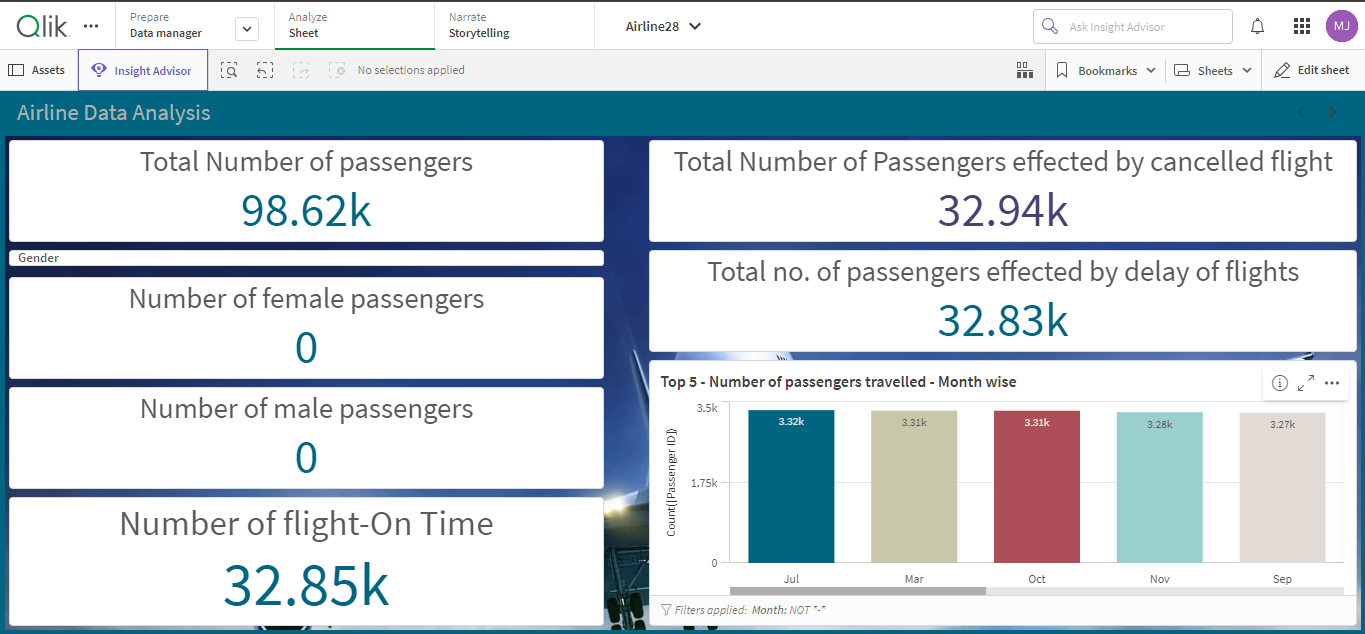 Qlik
Prepare
Data manager
Analyze
Sheet
Narrate
Storytelling
Airline28
Ask Insight Advisor
MJ
Assets
Insight Advisor
No selections applied
Bookmarks
Sheets
Edit sheet
Airline Data Analysis
Total Number of passengers
98.62k
Gender
Number of female passengers
0
Number of male passengers
0
Number of flight-On Time
32.85k
Total Number of Passengers effected by cancelled flight
32.94k
Total no. of passengers effected by delay of flights
32.83k
Top 5 - Number of passengers travelled - Month wise
Count([Passenger ID])
3.5k
1.75k
0
3.32k
3.31k
3.31k
3.28k
3.27k
Jul
Mar
Oct
Nov
Sep
Filters applied: Month: NOT *-*